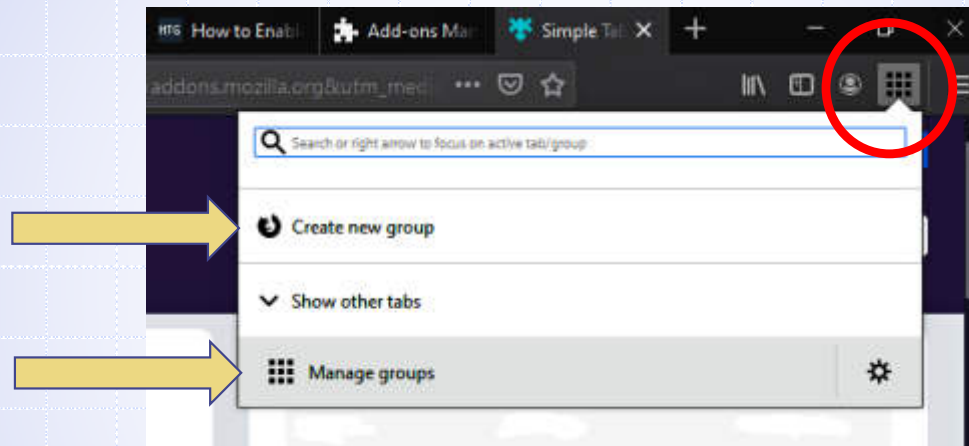 HTG How to Enabl Add-ons Mar Simple Tal
addons.mozilla.org&utm_med
Search or right arrow to focus on active tab/group
Create new group
Show other tabs
Manage groups